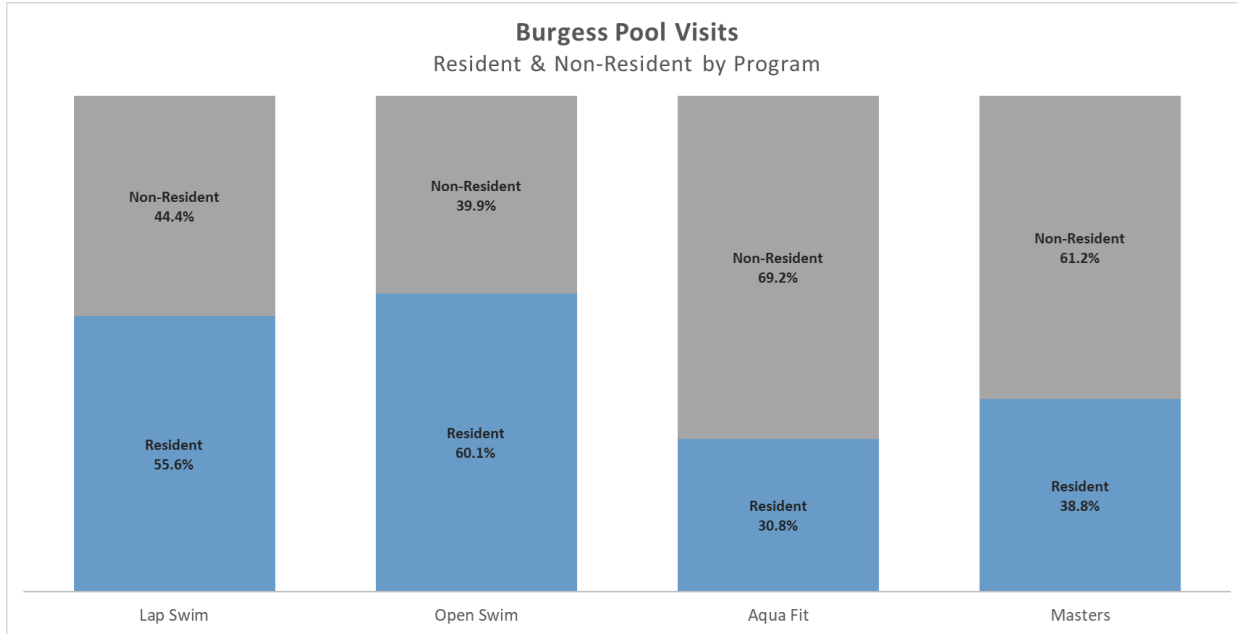 Burgess Pool Visits
Resident & Non-Resident by Program
Non-Resident
44.4%
Non-Resident
39.9%
Non-Resident
69.2%
Non-Resident
61.2%
Resident
55.6%
Resident
60.1%
Resident
30.8%
Resident
38.8%
Lap Swim
Open Swim
Aqua Fit
Masters